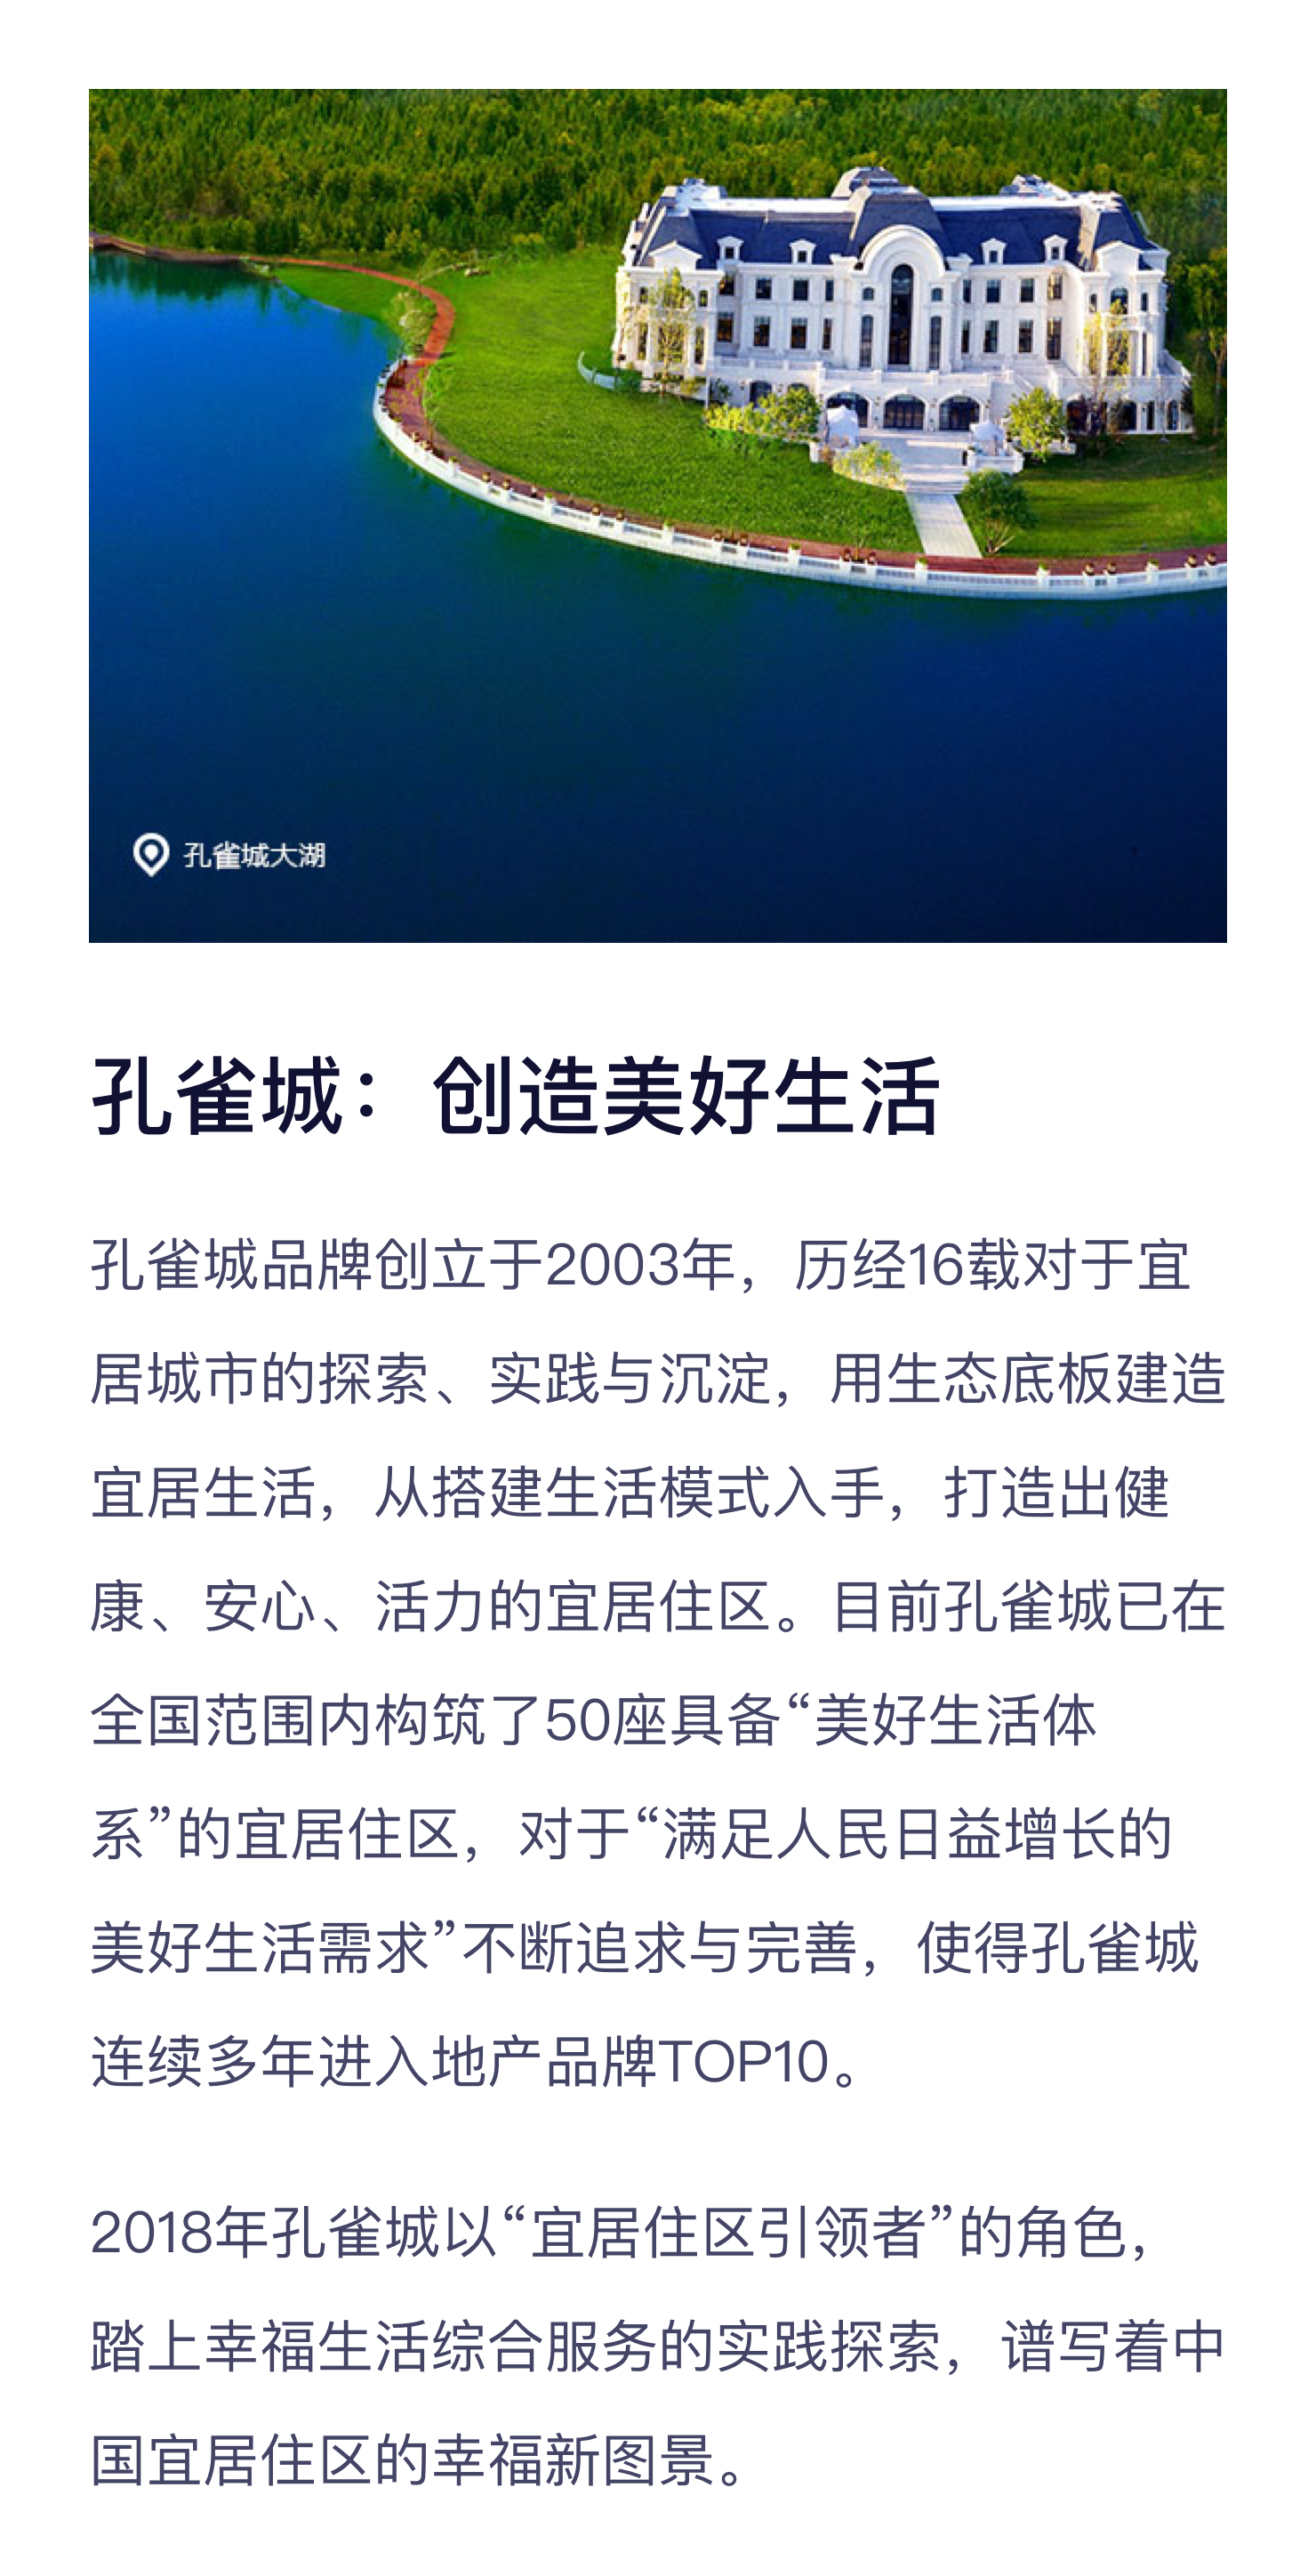 孔雀城大湖
孔雀城：创造美好生活
孔雀城品牌创立于2003年，历经16载对于宜
居城市的探索、实践与沉淀，用生态底板建造
宜居生活，从搭建生活模式入手，打造出健
康、安心、活力的宜居住区。目前孔雀城已在
全国范围内构筑了50座具备“美好生活体
系”的宜居住区，对于“满足人民日益增长的
美好生活需求”不断追求与完善，使得孔雀城
连续多年进入地产品牌TOP10。
2018年孔雀城以“宜居住区引领者”的角色，
踏上幸福生活综合服务的实践探索，谱写着中
国宜居住区的幸福新图景。